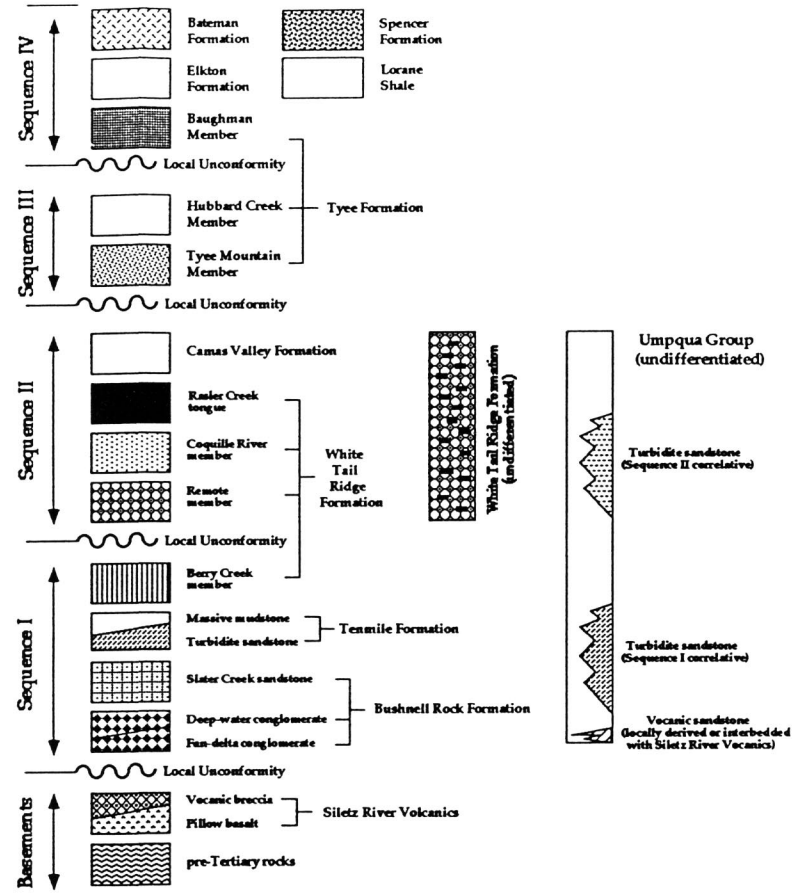 Sequence IV
Bateman
Formation
Spencer
Formation
Elkton
Formation
Lorane
Shale
Baughman
Member
Local Unconformity
Sequence III
Hubbard Creek
Member
Tyee Formation
Tyee Mountain
Member
Local Unconformity
Sequence II
Camas Valley Formation
Rasler Creek
tongue
Coquille River
member
Remote
member
White
Tail
Ridge
Formation
White Tail Ridge Formation
(undifferentiated)
Umpqua Group
(undifferentiated)
Turbidite sandstone
(Sequence II correlative)
Local Unconformity
Sequence I
Berry Creek
member
Massive mudstone
Turbidite sandstone
Tenmile Formation
Slater Creek sandstone
Deep-water conglomerate
Fan-delta conglomerate
Bushnell Rock Formation
Turbidite sandstone
(Sequence I correlative)
Vocanic sandstone
(locally derived or interbedded
with Siletz River Vocanics)
Local Unconformity
Basements
Vocanic breccia
Pillow basalt
Siletz River Volcanics
pre-Tertiary rocks